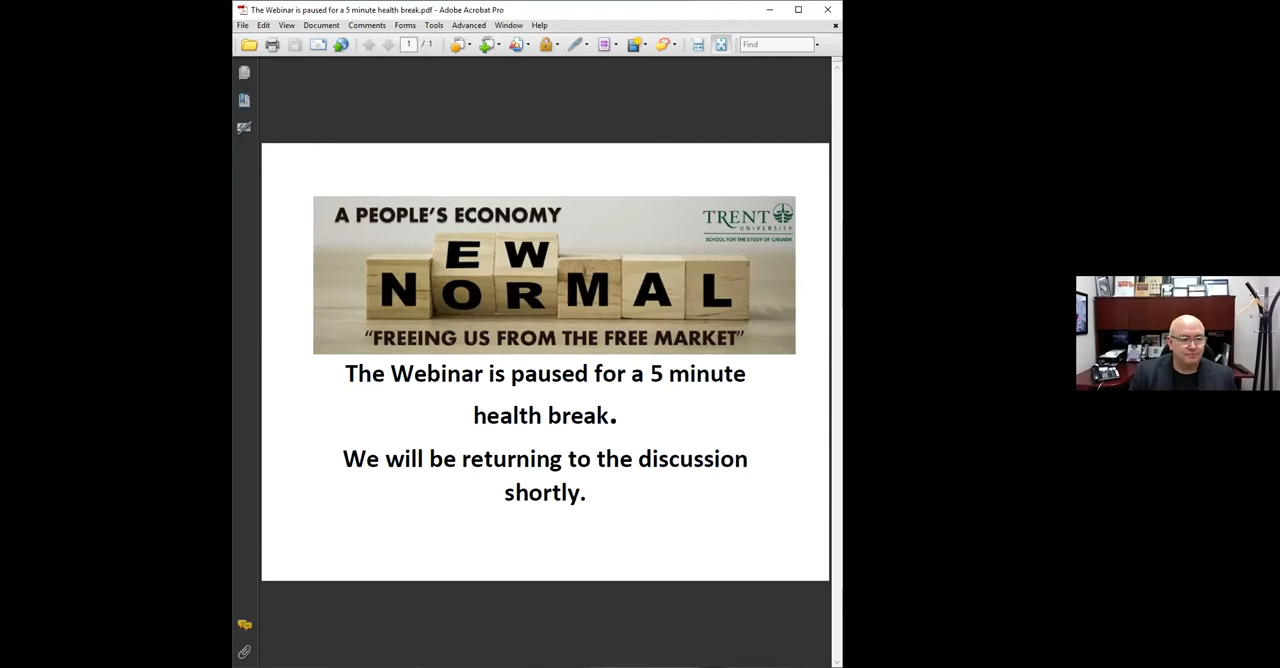 The Webinar is paused for a 5 minute health break.pdf - Adobe Acrobat Pro
File Edit View Document Comments Forms Tools Advanced Window Help
1 / 1
Find
A PEOPLE'S ECONOMY
TRENT
UNIVERSITY
SCHOOL FOR THE STUDY OF CANADA
EW
NORMAL
“FREEING US FROM THE FREE MARKET”
The Webinar is paused for a 5 minute
health break.
We will be returning to the discussion
shortly.